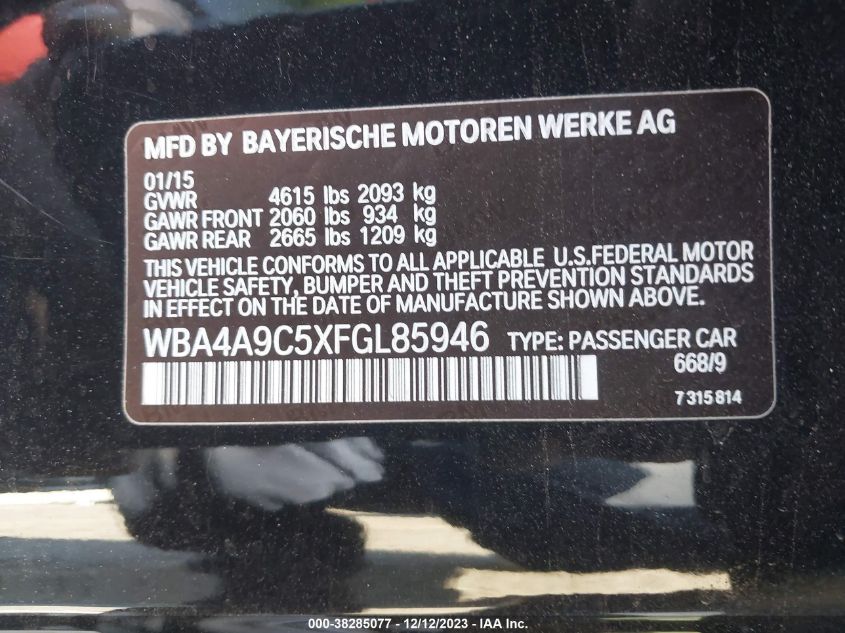 MFD BY BAYERISCHE MOTOREN WERKE AG
01/15
GVWR 4615 lbs 2093 kg
GAWR FRONT 2060 lbs 934 kg
GAWR REAR 2665 lbs 1209 kg
THIS VEHICLE CONFORMS TO ALL APPLICABLE U.S.FEDERAL MOTOR
VEHICLE SAFETY, BUMPER AND THEFT PREVENTION STANDARDS
IN EFFECT ON THE DATE OF MANUFACTURE SHOWN ABOVE.
WBA4A9C5XFGL85946 TYPE: PASSENGER CAR
668/9
7 315 814
000-38285077 - 12/12/2023 - IAA Inc.